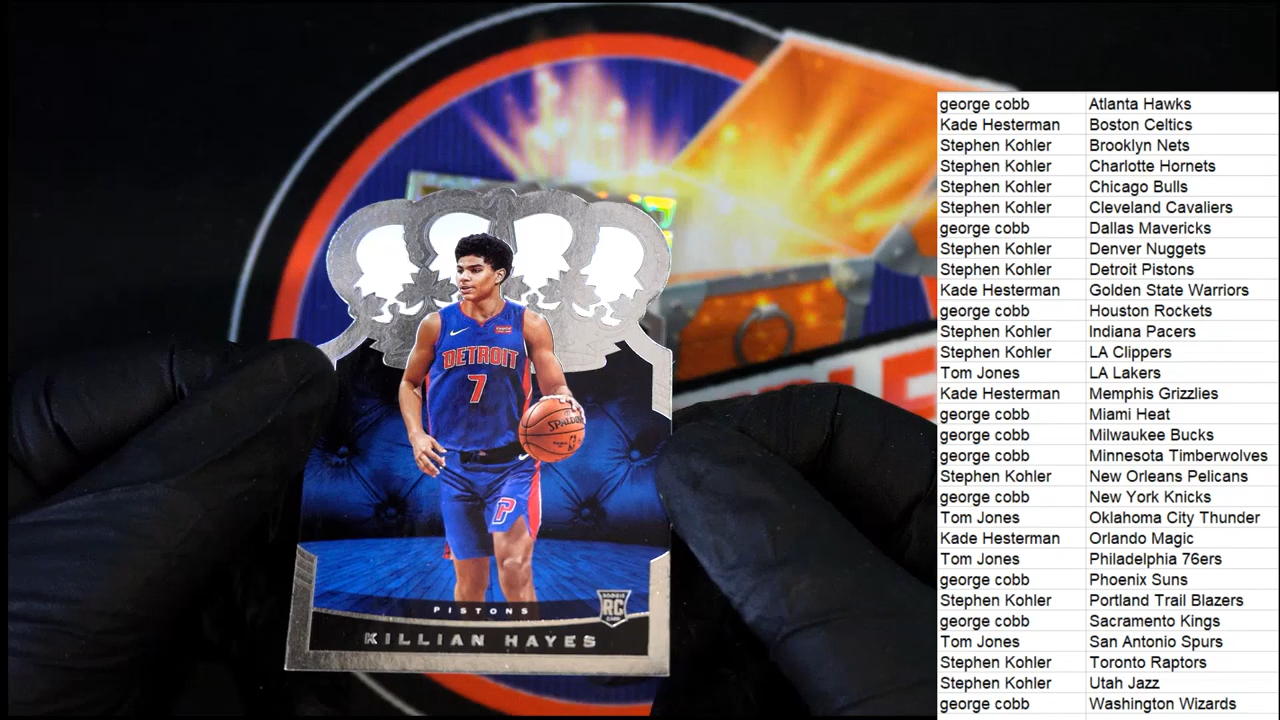 DETROIT
7
SPALDING
P
PISTONS
ROOKIE
RC
CARD
KILLIAN HAYES
george cobb Atlanta Hawks
Kade Hesterman Boston Celtics
Stephen Kohler Brooklyn Nets
Stephen Kohler Charlotte Hornets
Stephen Kohler Chicago Bulls
Stephen Kohler Cleveland Cavaliers
george cobb Dallas Mavericks
Stephen Kohler Denver Nuggets
Stephen Kohler Detroit Pistons
Kade Hesterman Golden State Warriors
george cobb Houston Rockets
Stephen Kohler Indiana Pacers
Stephen Kohler LA Clippers
Tom Jones LA Lakers
Kade Hesterman Memphis Grizzlies
george cobb Miami Heat
george cobb Milwaukee Bucks
george cobb Minnesota Timberwolves
Stephen Kohler New Orleans Pelicans
george cobb New York Knicks
Tom Jones Oklahoma City Thunder
Kade Hesterman Orlando Magic
Tom Jones Philadelphia 76ers
george cobb Phoenix Suns
Stephen Kohler Portland Trail Blazers
george cobb Sacramento Kings
Tom Jones San Antonio Spurs
Stephen Kohler Toronto Raptors
Stephen Kohler Utah Jazz
george cobb Washington Wizards